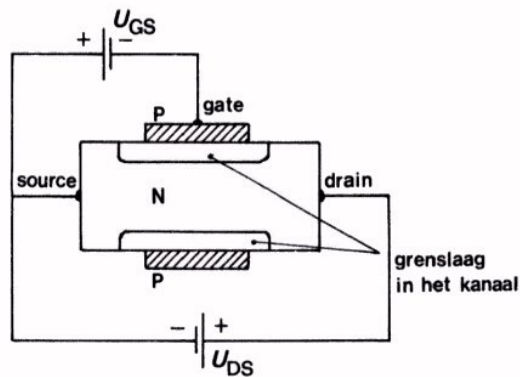 U_GS
+ −
gate
P
source
drain
N
grenslaag
in het kanaal
P
− +
U_DS